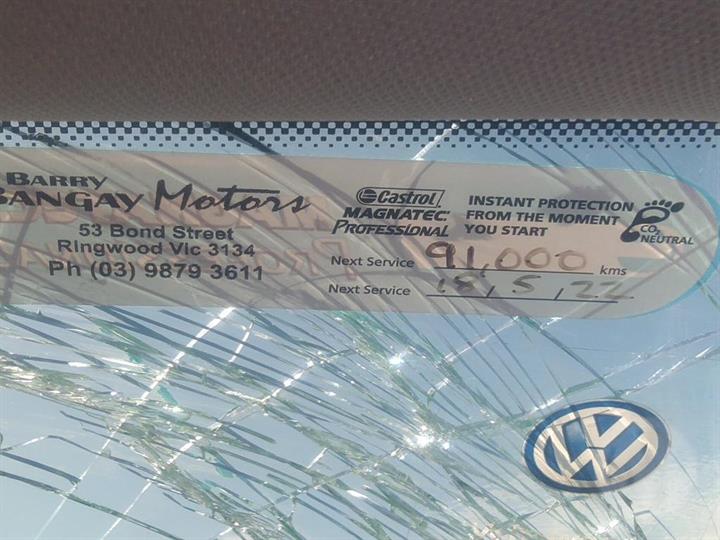 BARRY
BANGAY Motors
53 Bond Street
Ringwood Vic 3134
Ph (03) 9879 3611
Castrol
MAGNATEC
PROFESSIONAL
INSTANT PROTECTION
FROM THE MOMENT
YOU START
CO2
NEUTRAL
Next Service 91,000 kms
Next Service 18/5/22